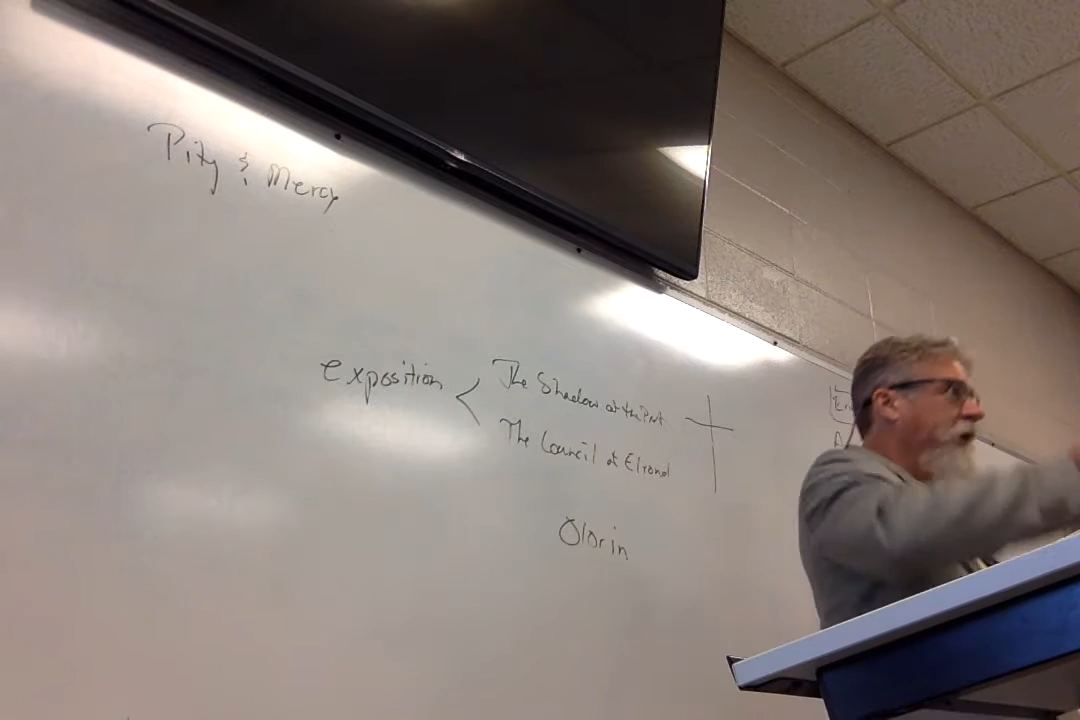 Pity & Mercy
exposition < The Shadow of the Past
The Council of Elrond
Olorin